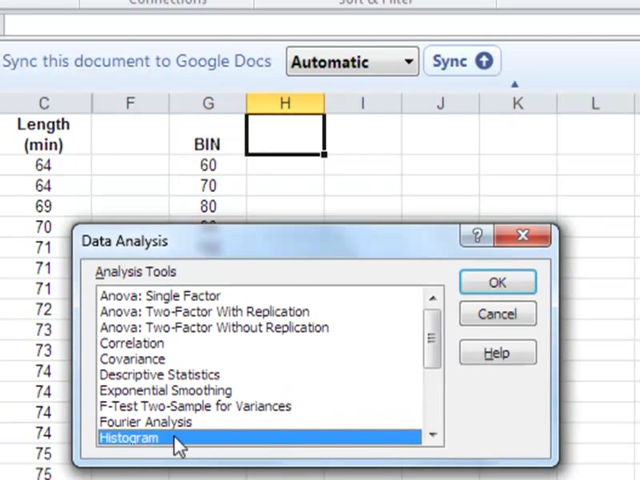 Connections
Sort & Filter
Sync this document to Google Docs Automatic Sync
C F G H I J K L
Length
(min) BIN
64 60
64 70
69 80
70
71
71
71
72
73
73
74
74
74
75
75
Data Analysis
Analysis Tools
Anova: Single Factor
Anova: Two-Factor With Replication
Anova: Two-Factor Without Replication
Correlation
Covariance
Descriptive Statistics
Exponential Smoothing
F-Test Two-Sample for Variances
Fourier Analysis
Histogram
OK
Cancel
Help